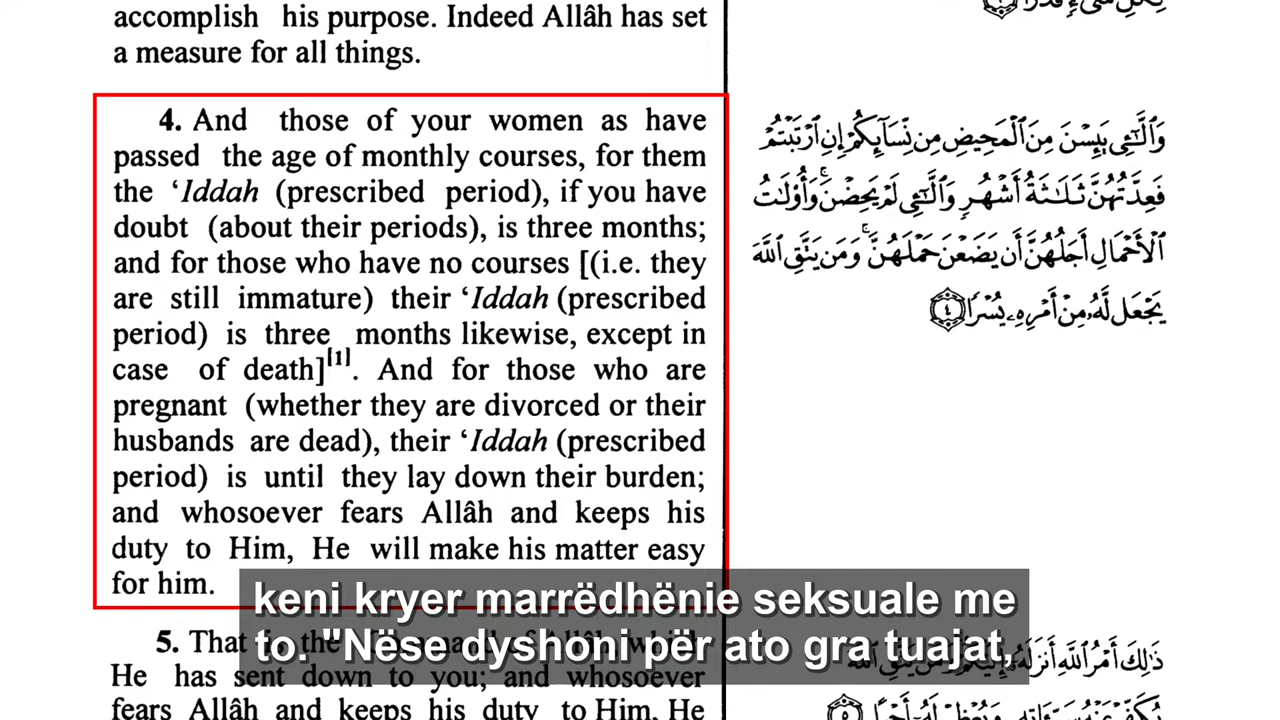 accomplish his purpose. Indeed Allâh has set
a measure for all things.
4. And those of your women as have
passed the age of monthly courses, for them
the ‘Iddah (prescribed period), if you have
doubt (about their periods), is three months;
and for those who have no courses [(i.e. they
are still immature) their ‘Iddah (prescribed
period) is three months likewise, except in
case of death][1]. And for those who are
pregnant (whether they are divorced or their
husbands are dead), their ‘Iddah (prescribed
period) is until they lay down their burden;
and whosoever fears Allâh and keeps his
duty to Him, He will make his matter easy
for him.
5. That is the
He has sent down to you; and whosoever
fears Allâh and keeps his duty to Him, He
وَٱلَّـٰٓـِٔى يَئِسْنَ مِنَ ٱلْمَحِيضِ مِن نِّسَآئِكُمْ إِنِ ٱرْتَبْتُمْ
فَعِدَّتُهُنَّ ثَلَـٰثَةُ أَشْهُرٍ وَٱلَّـٰٓـِٔى لَمْ يَحِضْنَ ۚ وَأُو۟لَـٰتُ
ٱلْأَحْمَالِ أَجَلُهُنَّ أَن يَضَعْنَ حَمْلَهُنَّ ۚ وَمَن يَتَّقِ ٱللَّهَ
يَجْعَل لَّهُۥ مِنْ أَمْرِهِۦ يُسْرًا ٤
ذَٰلِكَ أَمْرُ ٱللَّهِ أَنزَلَهُۥٓ
keni kryer marrëdhënie seksuale me
to. "Nëse dyshoni për ato gra tuajat,